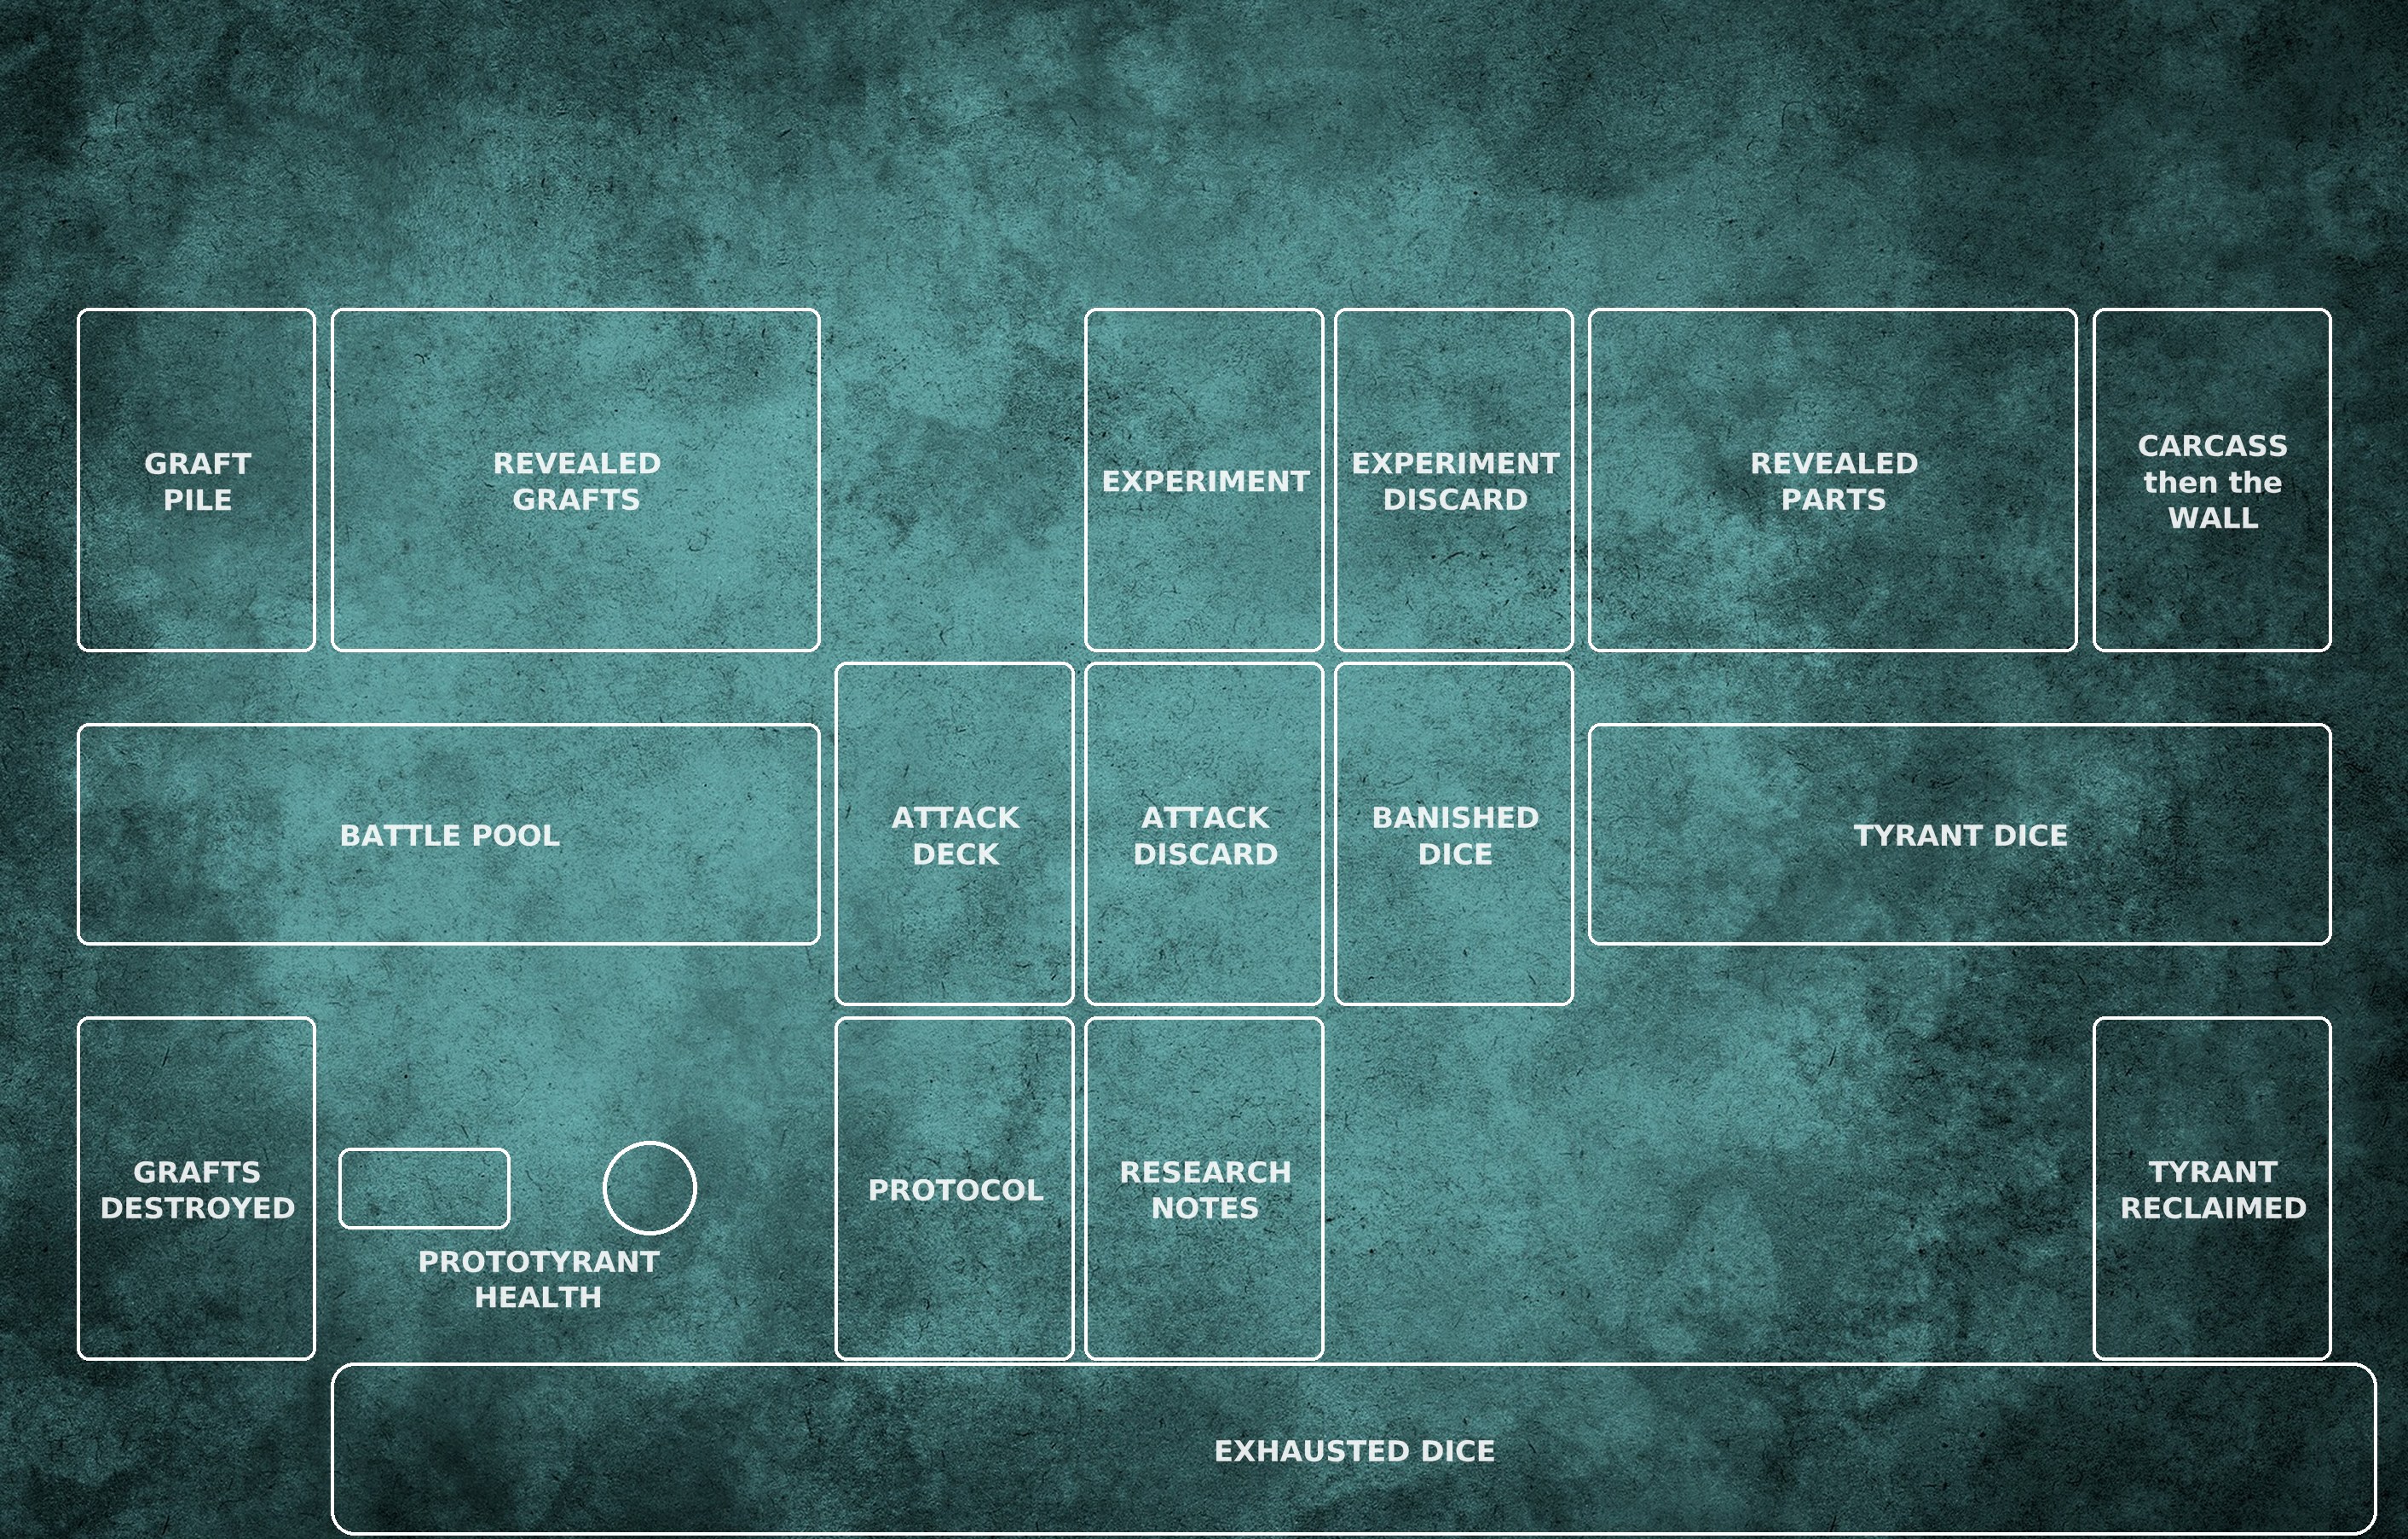 GRAFT
PILE
REVEALED
GRAFTS
EXPERIMENT
EXPERIMENT
DISCARD
REVEALED
PARTS
CARCASS
then the
WALL
BATTLE POOL
ATTACK
DECK
ATTACK
DISCARD
BANISHED
DICE
TYRANT DICE
GRAFTS
DESTROYED
PROTOTYRANT
HEALTH
PROTOCOL
RESEARCH
NOTES
TYRANT
RECLAIMED
EXHAUSTED DICE